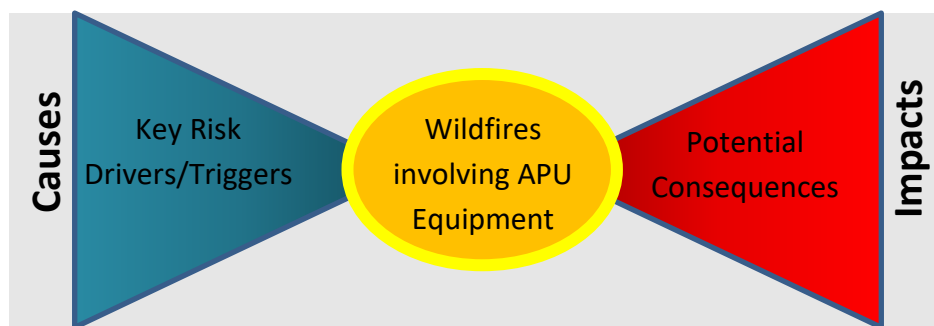 Causes
Key Risk
Drivers/Triggers
Wildfires
involving APU
Equipment
Potential
Consequences
Impacts